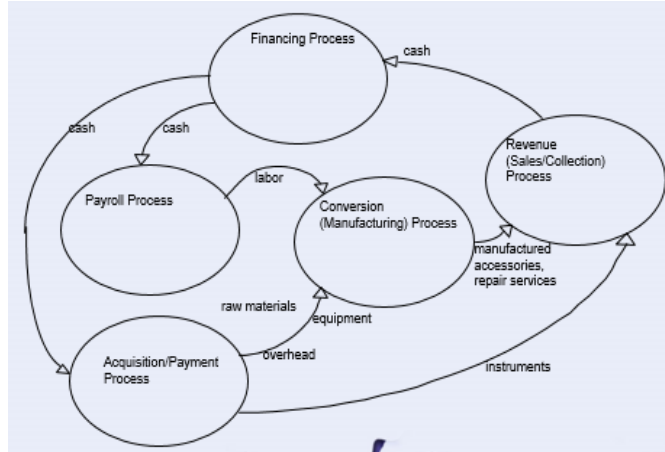 Financing Process
cash
cash
cash
Revenue
(Sales/Collection)
Process
labor
Payroll Process
Conversion
(Manufacturing) Process
manufactured
accessories,
repair services
raw materials
equipment
overhead
Acquisition/Payment
Process
instruments